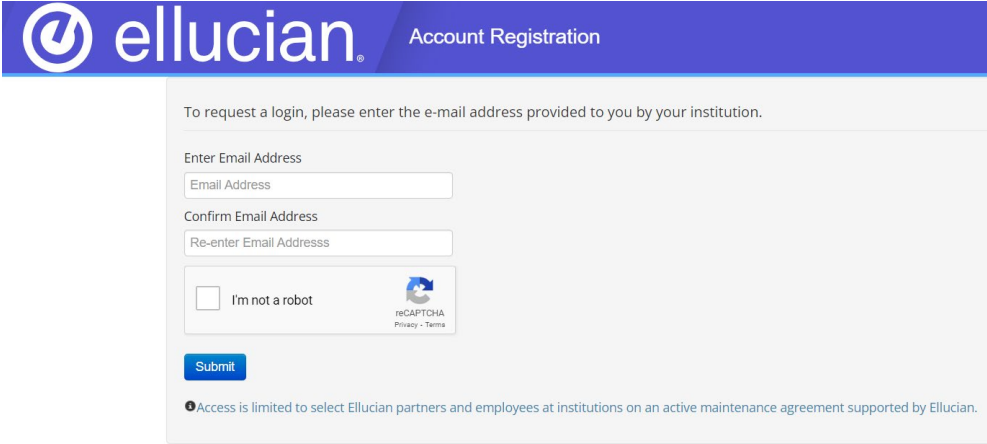 ellucian®
Account Registration
To request a login, please enter the e-mail address provided to you by your institution.
Enter Email Address
Email Address
Confirm Email Address
Re-enter Email Addresss
I'm not a robot
reCAPTCHA
Privacy - Terms
Submit
Access is limited to select Ellucian partners and employees at institutions on an active maintenance agreement supported by Ellucian.